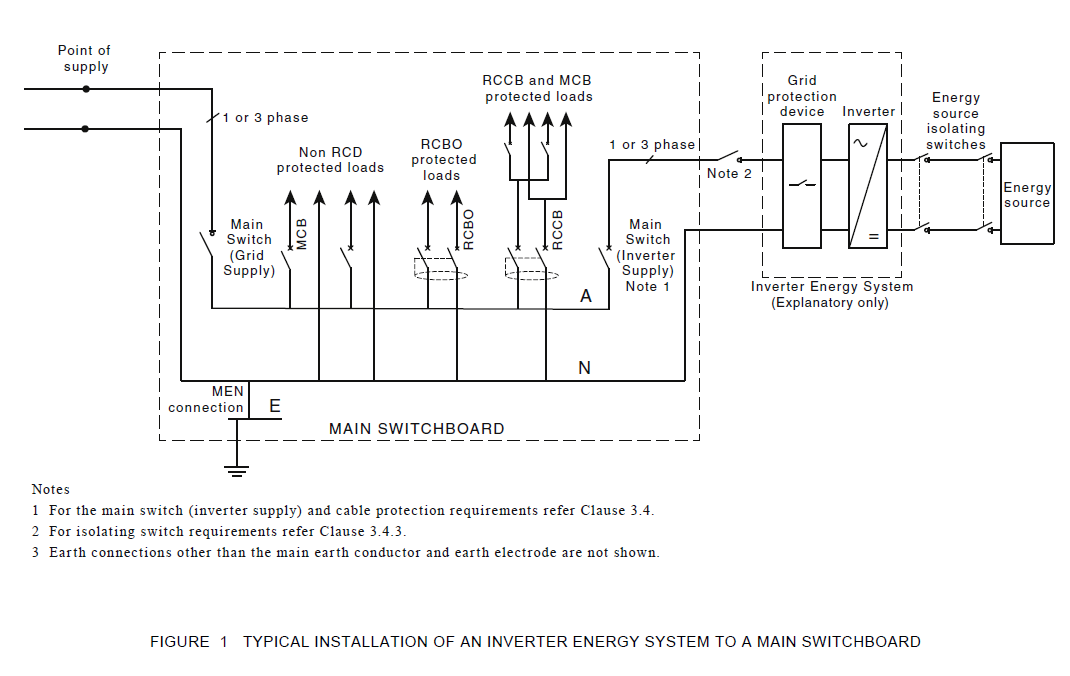 Point of
supply
1 or 3 phase
Non RCD
protected loads
RCBO
protected
loads
RCCB and MCB
protected loads
1 or 3 phase
Note 2
Grid
protection
device
Inverter
Energy
source
isolating
switches
Energy
source
Main
Switch
(Grid
Supply)
MCB
RCBO
RCCB
Main
Switch
(Inverter
Supply)
Note 1
=
Inverter Energy System
(Explanatory only)
A
N
MEN
connection
E
MAIN SWITCHBOARD
Notes
1 For the main switch (inverter supply) and cable protection requirements refer Clause 3.4.
2 For isolating switch requirements refer Clause 3.4.3.
3 Earth connections other than the main earth conductor and earth electrode are not shown.
FIGURE 1 TYPICAL INSTALLATION OF AN INVERTER ENERGY SYSTEM TO A MAIN SWITCHBOARD